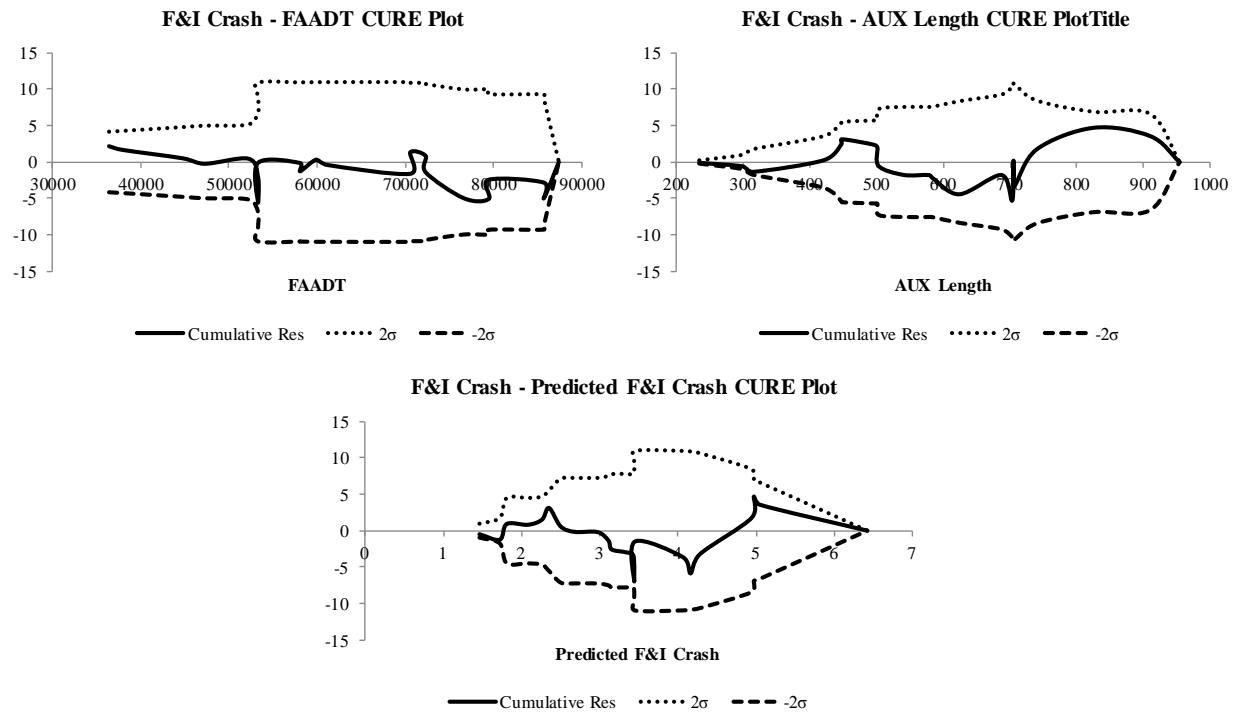 F&I Crash - FAADT CURE Plot
15
10
5
0
-5
-10
-15
30000 40000 50000 60000 70000 80000 90000
FAADT
Cumulative Res 2σ -2σ
F&I Crash - AUX Length CURE PlotTitle
15
10
5
0
-5
-10
-15
200 300 400 500 600 700 800 900 1000
AUX Length
Cumulative Res 2σ -2σ
F&I Crash - Predicted F&I Crash CURE Plot
15
10
5
0
-5
-10
-15
0 1 2 3 4 5 6 7
Predicted F&I Crash
Cumulative Res 2σ -2σ